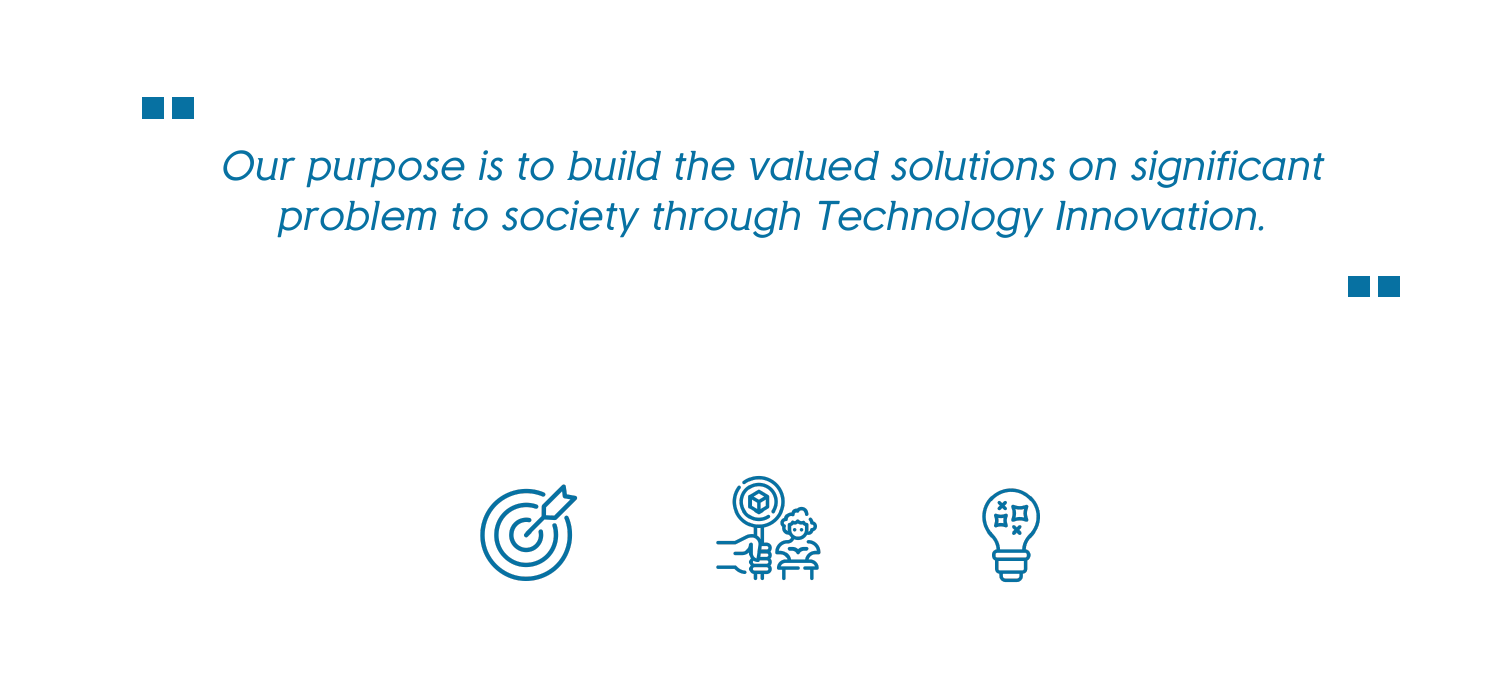 Our purpose is to build the valued solutions on significant
problem to society through Technology Innovation.